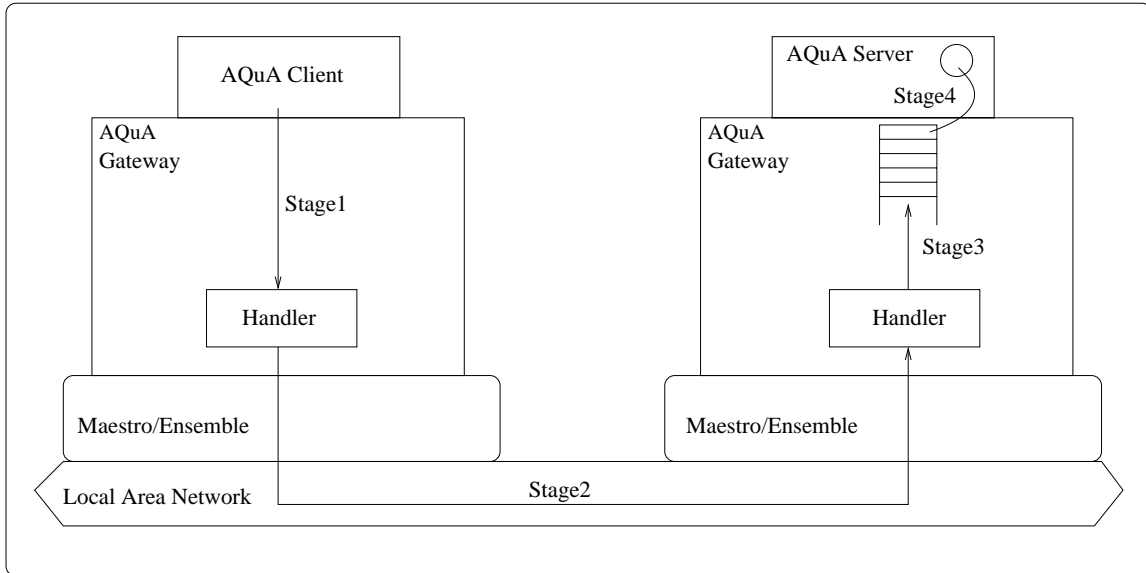 AQuA Client
AQuA Server
Stage4
AQuA
Gateway
AQuA
Gateway
Stage1
Stage3
Handler
Handler
Maestro/Ensemble
Maestro/Ensemble
Stage2
Local Area Network